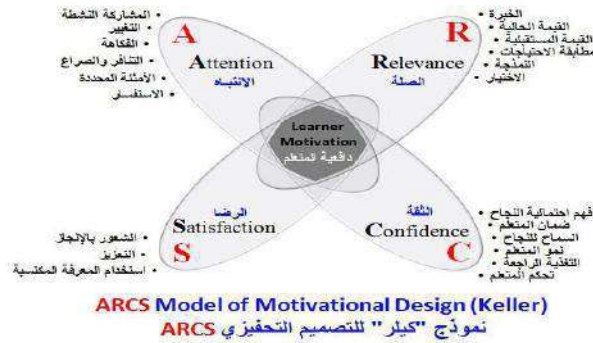 المشاركة النشطة
التغيير
الفكاهة
التنافر والصراع
الأمثلة المحددة
الاستفسار
A
Attention
الانتباه
R
Relevance
الصلة
الخبرة
القيمة الحالية
القيمة المستقبلية
مطابقة الاحتياجات
النمذجة
الاختيار
Learner
Motivation
دفعية المتعلم
الرضا
Satisfaction
S
الشعور بالإنجاز
التعزيز
استخدام المعرفة المكتسبة
الثقة
Confidence
C
فهم احتمالية النجاح
ضمان المتعلم
السماح للنجاح
نمو المتعلم
التغذية الراجعة
تحكم المتعلم
ARCS Model of Motivational Design (Keller)
نموذج "كيلر" للتصميم التحفيزي ARCS